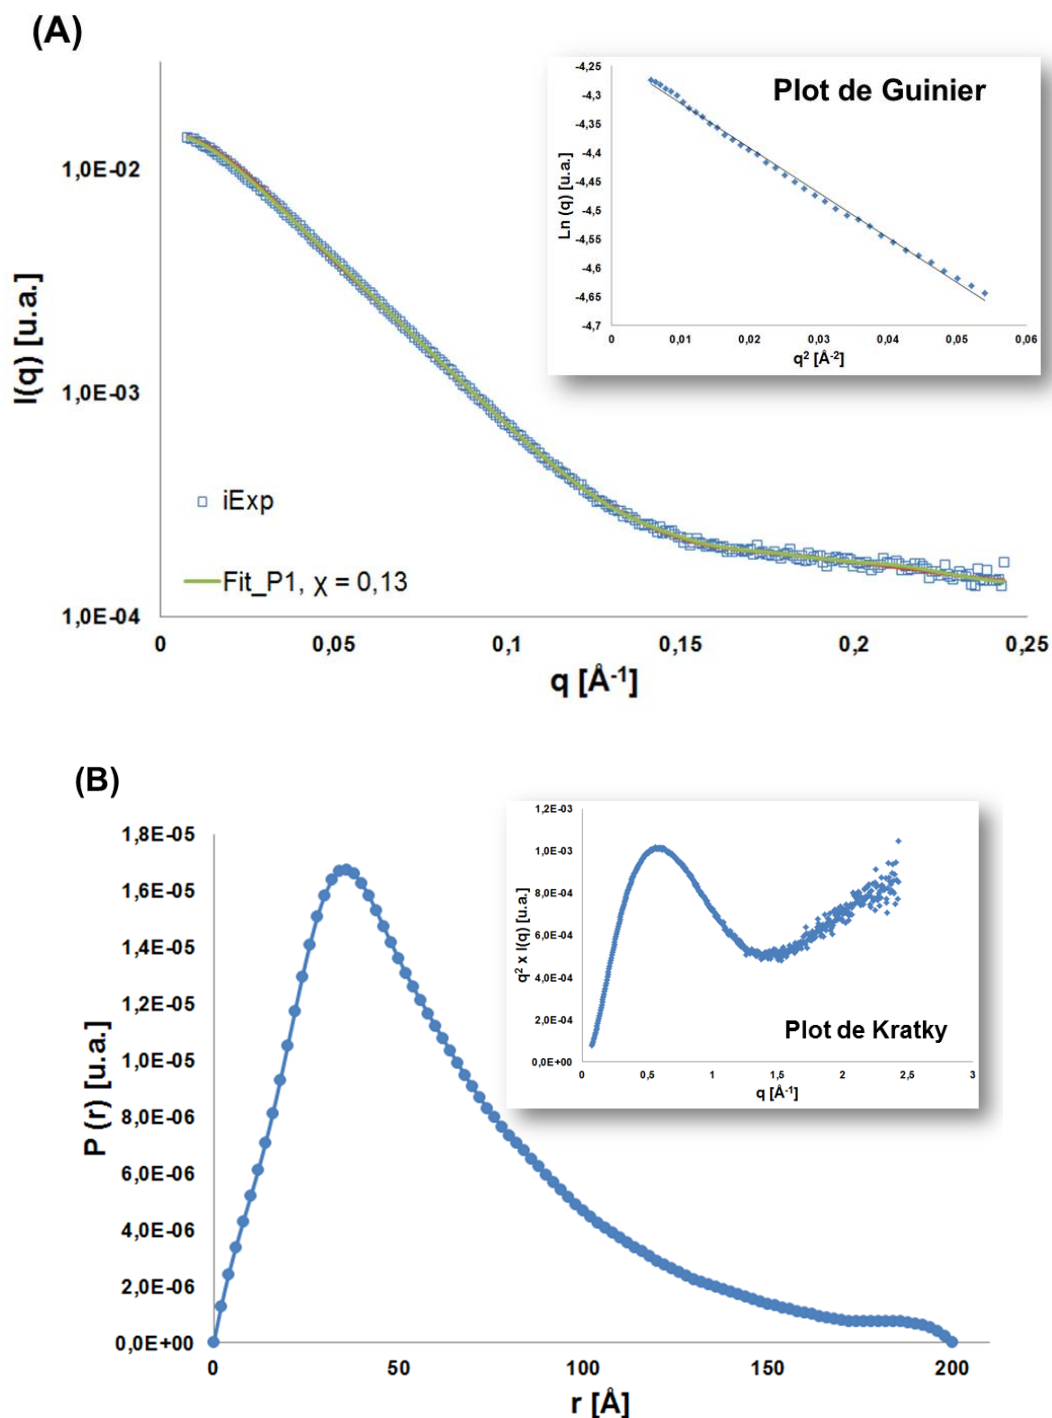 (A)
Plot de Guinier
-4,25
-4,3
-4,35
-4,4
-4,45
-4,5
-4,55
-4,6
-4,65
-4,7
Ln (q) [u.a.]
0
0,01
0,02
0,03
0,04
0,05
0,06
q² [Å⁻²]
1,0E-02
1,0E-03
1,0E-04
I(q) [u.a.]
iExp
Fit_P1, χ = 0,13
0
0,05
0,1
0,15
0,2
0,25
q [Å⁻¹]
(B)
1,8E-05
1,6E-05
1,4E-05
1,2E-05
1,0E-05
8,0E-06
6,0E-06
4,0E-06
2,0E-06
0,0E+00
P (r) [u.a.]
1,2E-03
1,0E-03
8,0E-04
6,0E-04
4,0E-04
2,0E-04
0,0E+00
q² x I(q) [u.a.]
Plot de Kratky
0
0,5
1
1,5
2
2,5
3
q [Å⁻¹]
0
50
100
150
200
r [Å]